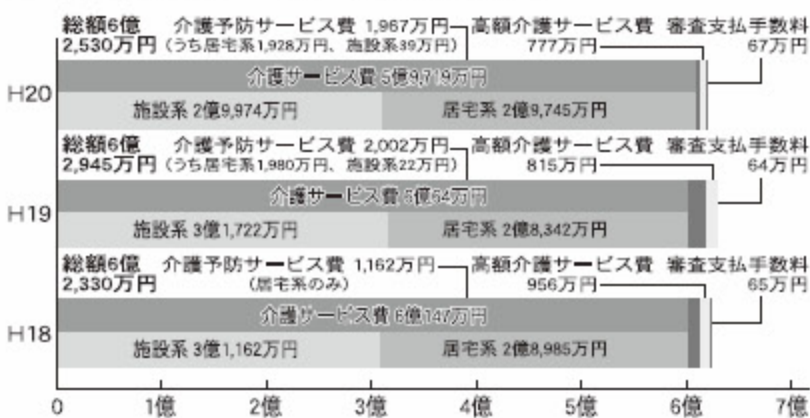 総額6億 介護予防サービス費 1,967万円 高額介護サービス費 審査支払手数料
2,530万円 (うち居宅系1,928万円、施設系39万円) 777万円 67万円
介護サービス費 5億9,719万円
H20
施設系 2億9,974万円 居宅系 2億9,745万円
総額6億 介護予防サービス費 2,002万円 高額介護サービス費 審査支払手数料
2,945万円 (うち居宅系1,980万円、施設系22万円) 815万円 64万円
介護サービス費 6億54万円
H19
施設系 3億1,722万円 居宅系 2億8,342万円
総額6億 介護予防サービス費 1,162万円 高額介護サービス費 審査支払手数料
2,330万円 (居宅系のみ) 956万円 65万円
介護サービス費 6億147万円
H18
施設系 3億1,162万円 居宅系 2億8,985万円
0 1億 2億 3億 4億 5億 6億 7億